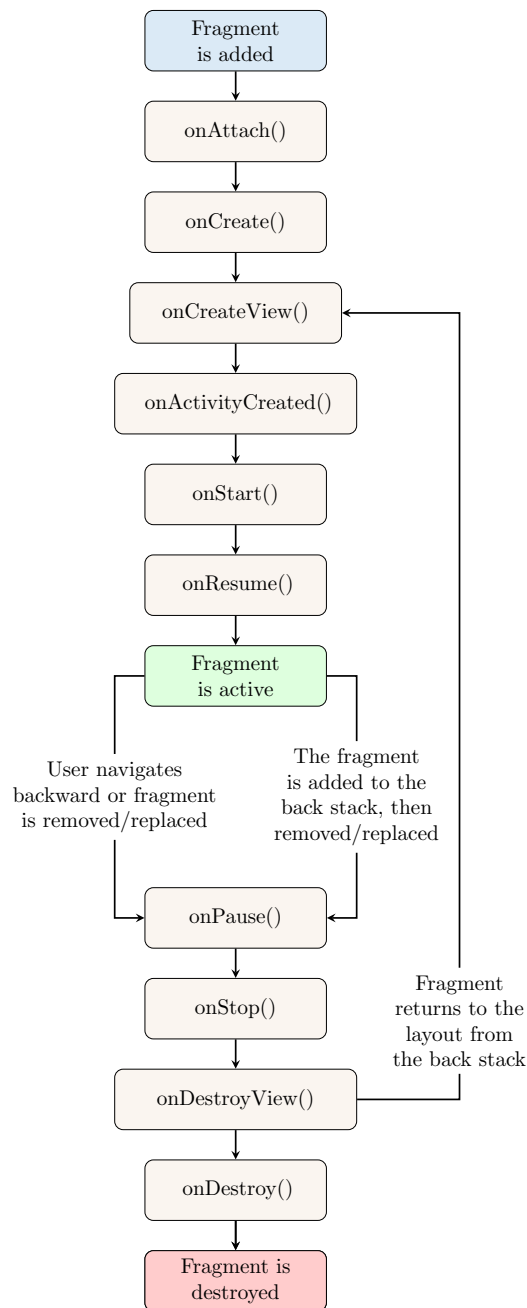 Fragment
is added
onAttach()
onCreate()
onCreateView()
onActivityCreated()
onStart()
onResume()
Fragment
is active
User navigates
backward or fragment
is removed/replaced
The fragment
is added to the
back stack, then
removed/replaced
onPause()
onStop()
Fragment
returns to the
layout from
the back stack
onDestroyView()
onDestroy()
Fragment is
destroyed